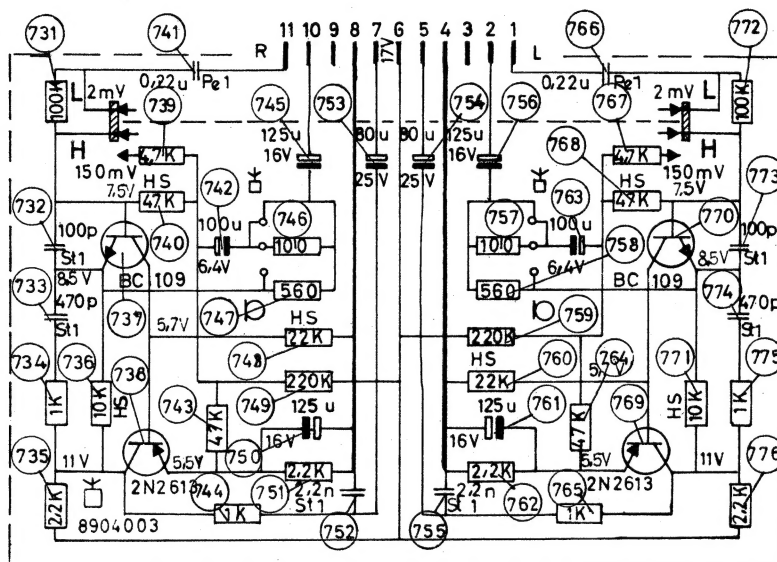 731 741 11 10 9 8 7 6 5 4 3 2 1 766 772
R 17V L
0,22u Pe1 0,22u Pe1
100K L 2mV 2mV L 100K
739 745 753 754 756 767
125u 80u 80u 125u
16V 25V 25V 16V
H 4,7K 4,7K H
150mV 150mV
7,5V HS 742 768 HS 7,5V
732 47K 746 757 763 47K 770 773
100p 740 100u 100u 100p
St1 100 100 758 St1
8,5V 6,4V 6,4V 8,5V
733 BC 109 560 560 BC 109 774
470p 737 747 759 470p
St1 5,7V HS 220K St1
22K
734 736 738 748 HS 760 764 5,7V 771 775
743 220K 22K 769
1K 10K HS 749 HS 10K 1K
47K 125u 125u 761 47K
735 750 16V 16V 776
11V 5,5V 2,2K 2,2K 5,5V 11V
2N2613 744 751 2,2n 2,2n 762 765 2N2613
2,2K St1 St1 2,2K
8904003 1K 752 755 1K